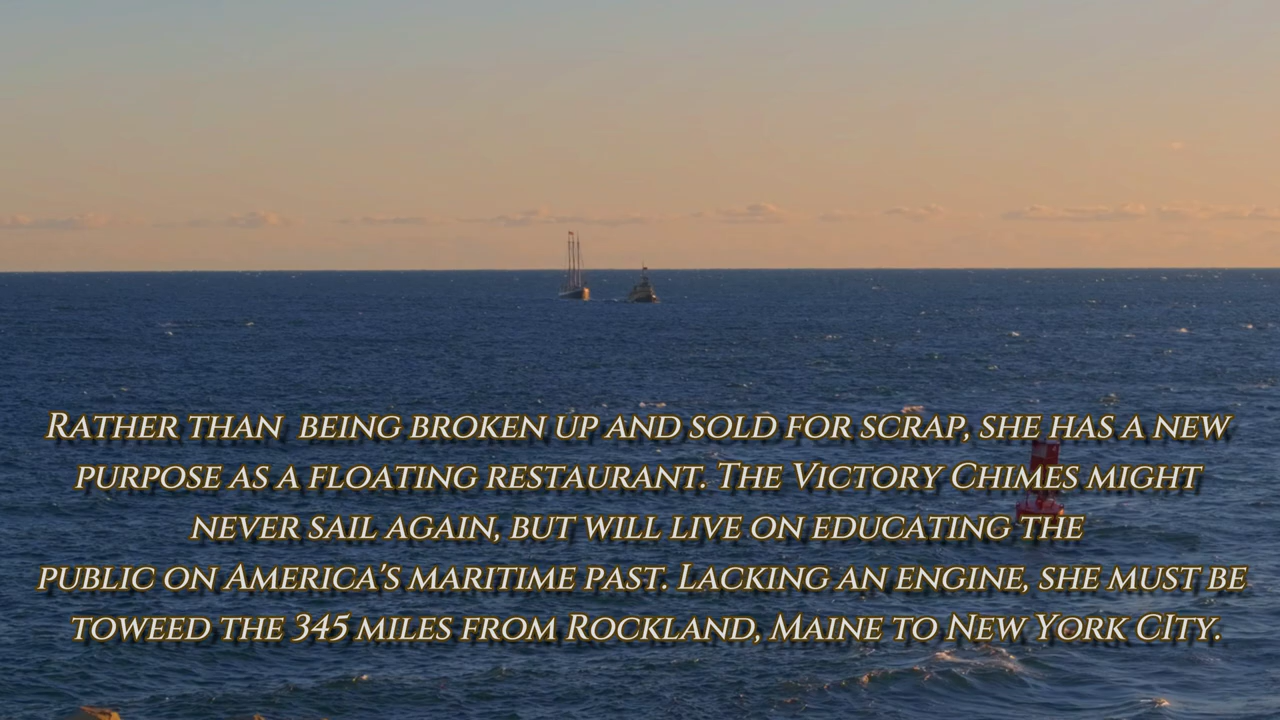 Rather than  being broken up and sold for scrap, she has a new
purpose as a floating restaurant. The Victory Chimes might
never sail again, but will live on educating the
public on America's maritime past. Lacking an engine, she must be
toweed the 345 miles from Rockland, Maine to New York CIty.